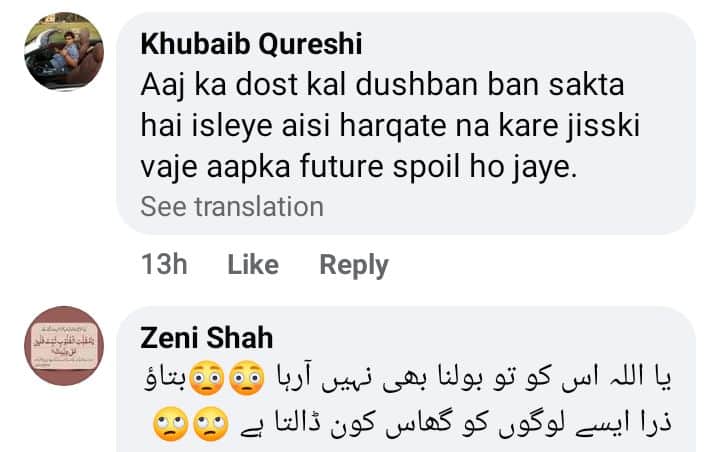 Khubaib Qureshi
Aaj ka dost kal dushban ban sakta
hai isleye aisi harqate na kare jisski
vaje aapka future spoil ho jaye.
See translation
13h Like Reply
Zeni Shah
یا اللہ اس کو تو بولنا بھی نہیں آرہا 😳😳بتاؤ
ذرا ایسے لوگوں کو گھاس کون ڈالتا ہے 🙄🙄